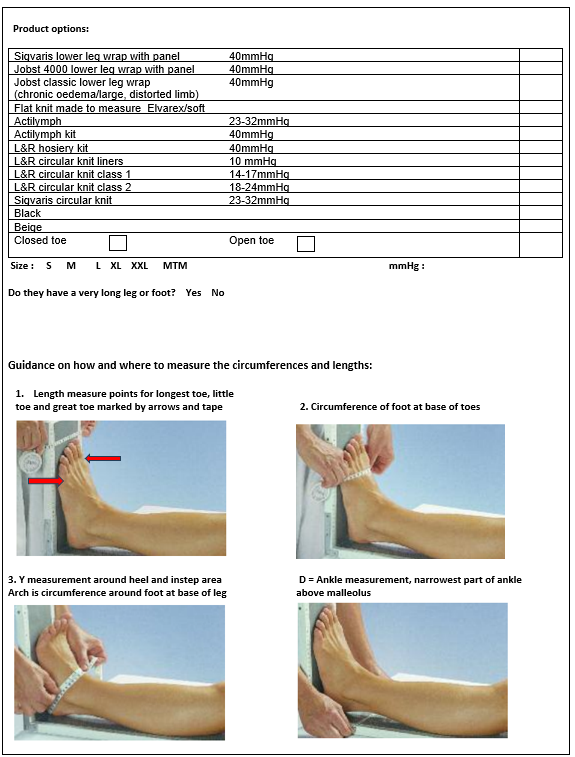 Product options:
Sigvaris lower leg wrap with panel 40mmHg
Jobst 4000 lower leg wrap with panel 40mmHg
Jobst classic lower leg wrap 40mmHg
(chronic oedema/large, distorted limb)
Flat knit made to measure Elvarex/soft
Actilymph 23-32mmHg
Actilymph kit 40mmHg
L&R hosiery kit 40mmHg
L&R circular knit liners 10 mmHg
L&R circular knit class 1 14-17mmHg
L&R circular knit class 2 18-24mmHg
Sigvaris circular knit 23-32mmHg
Black
Beige
Closed toe Open toe
Size : S M L XL XXL MTM mmHg :
Do they have a very long leg or foot? Yes No
Guidance on how and where to measure the circumferences and lengths:
1. Length measure points for longest toe, little
toe and great toe marked by arrows and tape
2. Circumference of foot at base of toes
3. Y measurement around heel and instep area
Arch is circumference around foot at base of leg
D = Ankle measurement, narrowest part of ankle
above malleolus